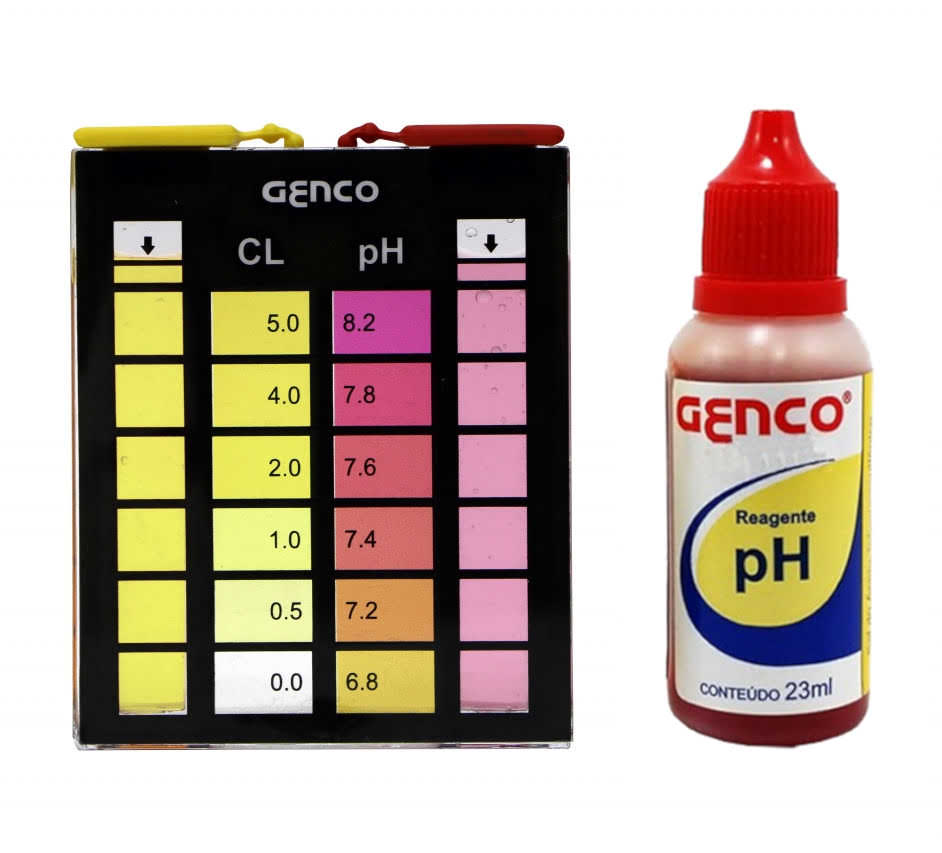 GENCO
CL pH
5.0 8.2
4.0 7.8
2.0 7.6
1.0 7.4
0.5 7.2
0.0 6.8
GENCO®
Reagente
pH
CONTEÚDO 23ml